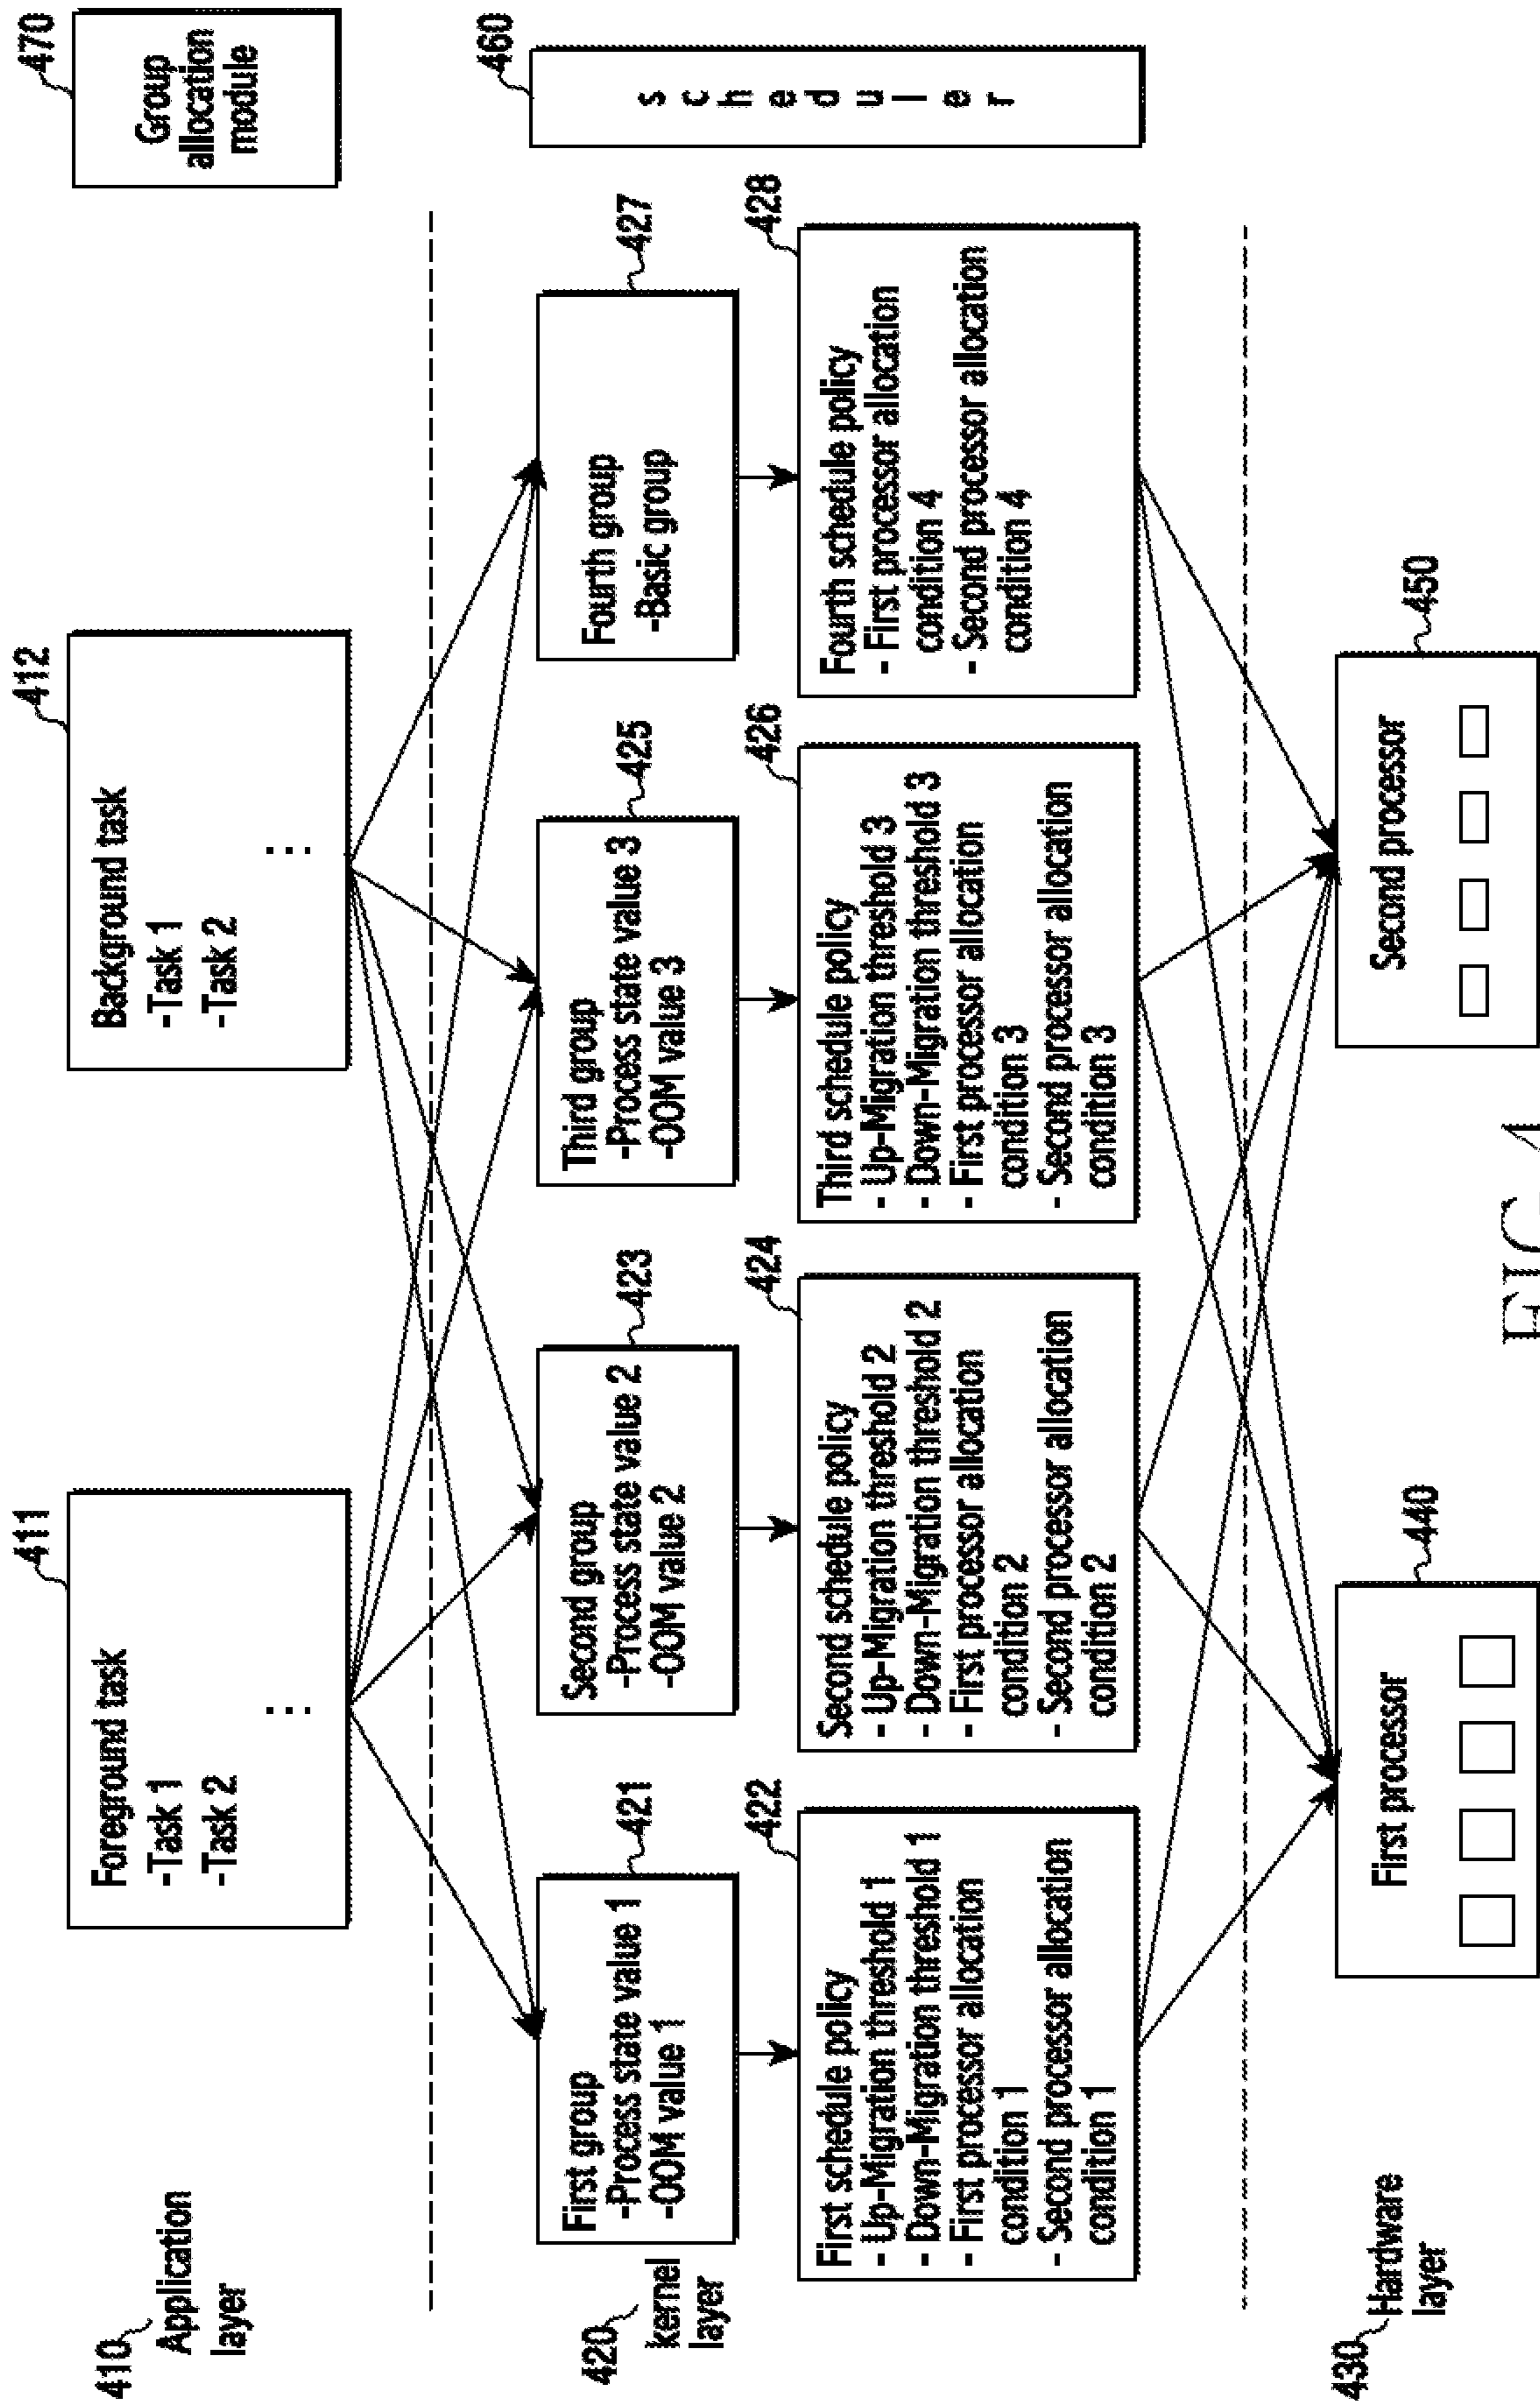 410
Application
layer
411
Foreground task
-Task 1
-Task 2
⋮
412
Background task
-Task 1
-Task 2
⋮
470
Group
allocation
module
420
kernel
layer
421
First group
-Process state value 1
-OOM value 1
423
Second group
-Process state value 2
-OOM value 2
425
Third group
-Process state value 3
-OOM value 3
427
Fourth group
-Basic group
460
scheduler
422
First schedule policy
- Up-Migration threshold 1
- Down-Migration threshold 1
- First processor allocation
condition 1
- Second processor allocation
condition 1
424
Second schedule policy
- Up-Migration threshold 2
- Down-Migration threshold 2
- First processor allocation
condition 2
- Second processor allocation
condition 2
426
Third schedule policy
- Up-Migration threshold 3
- Down-Migration threshold 3
- First processor allocation
condition 3
- Second processor allocation
condition 3
428
Fourth schedule policy
- First processor allocation
condition 4
- Second processor allocation
condition 4
430
Hardware
layer
440
First processor
450
Second processor
FIG. 4